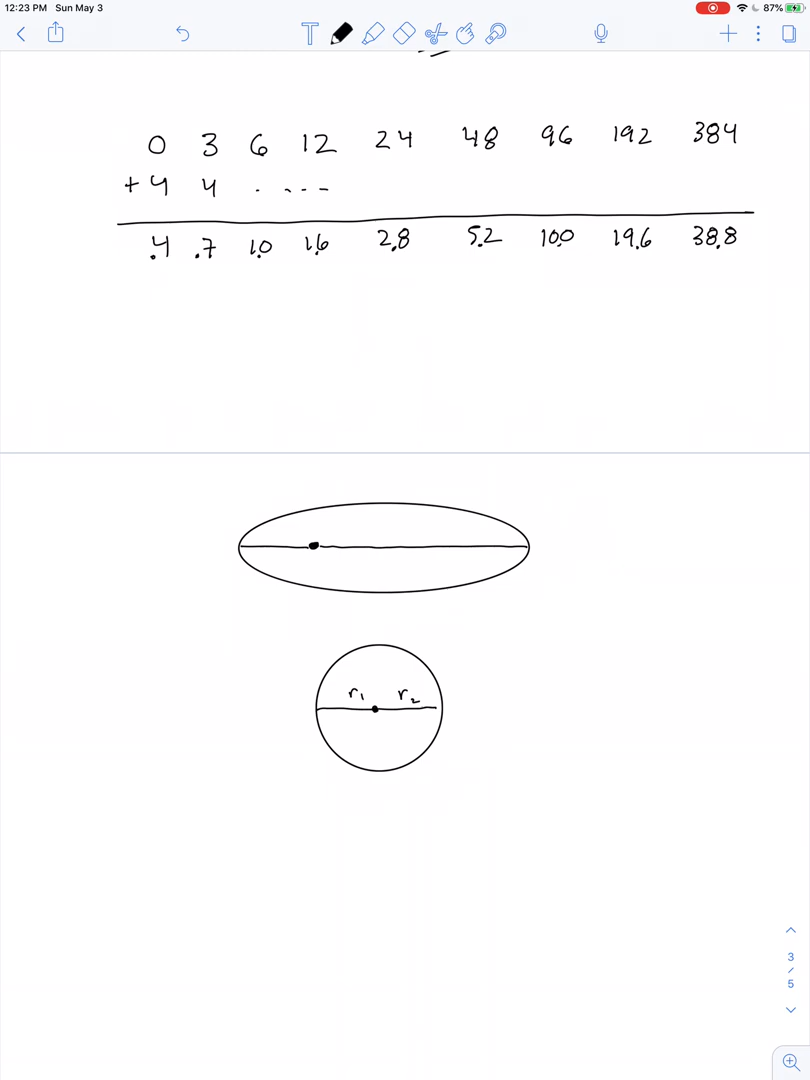 12:23 PM Sun May 3
87%
T
0 3 6 12 24 48 96 192 384
+4 4 . . . . -
.4 .7 1.0 1.6 2.8 5.2 10.0 19.6 38.8
r₁ r₂
3
/
5